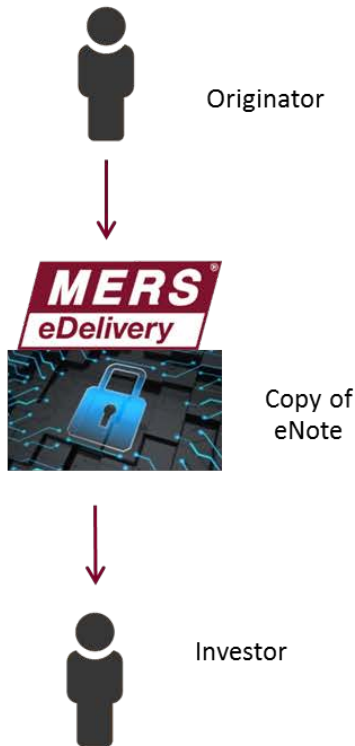 Originator
MERS®
eDelivery
Copy of
eNote
Investor